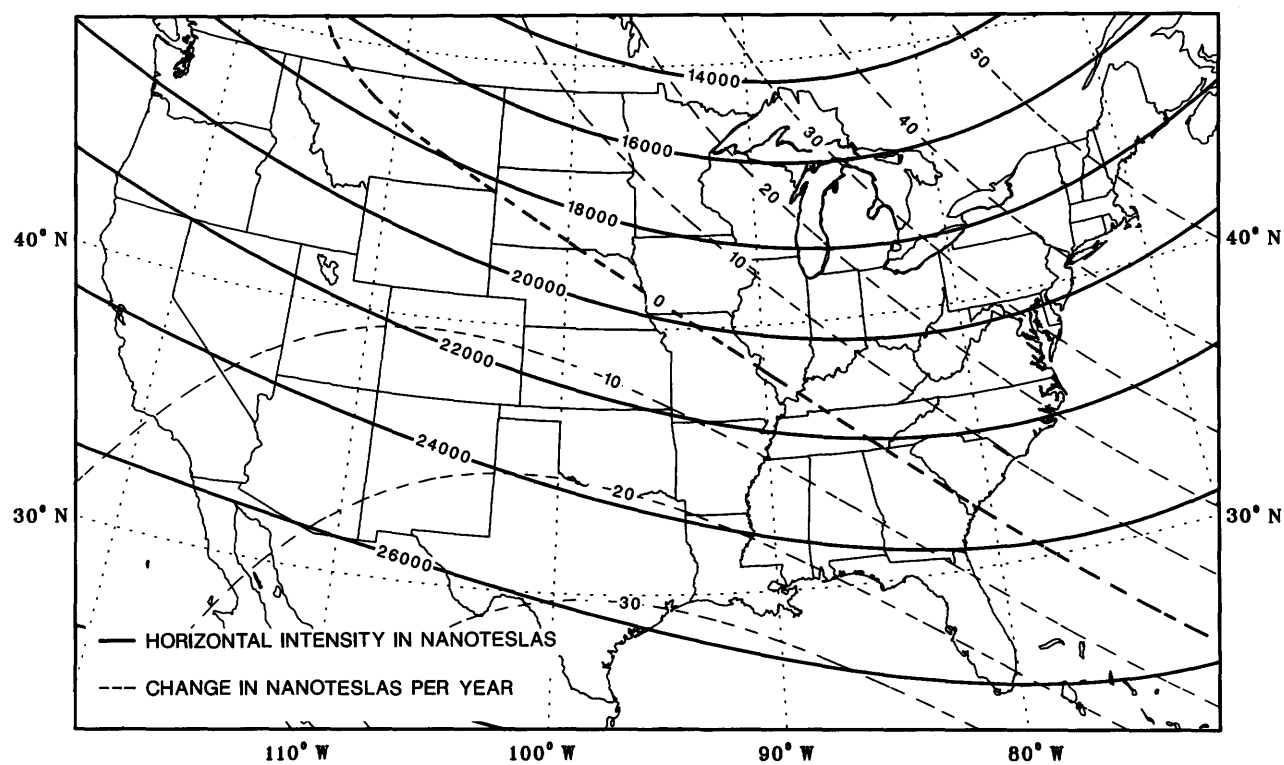 50
14000
40
30
16000
20
18000
40° N
40° N
10
20000
0
22000
-10
24000
-20
30° N
30° N
26000
-30
HORIZONTAL INTENSITY IN NANOTESLAS
CHANGE IN NANOTESLAS PER YEAR
110° W
100° W
90° W
80° W